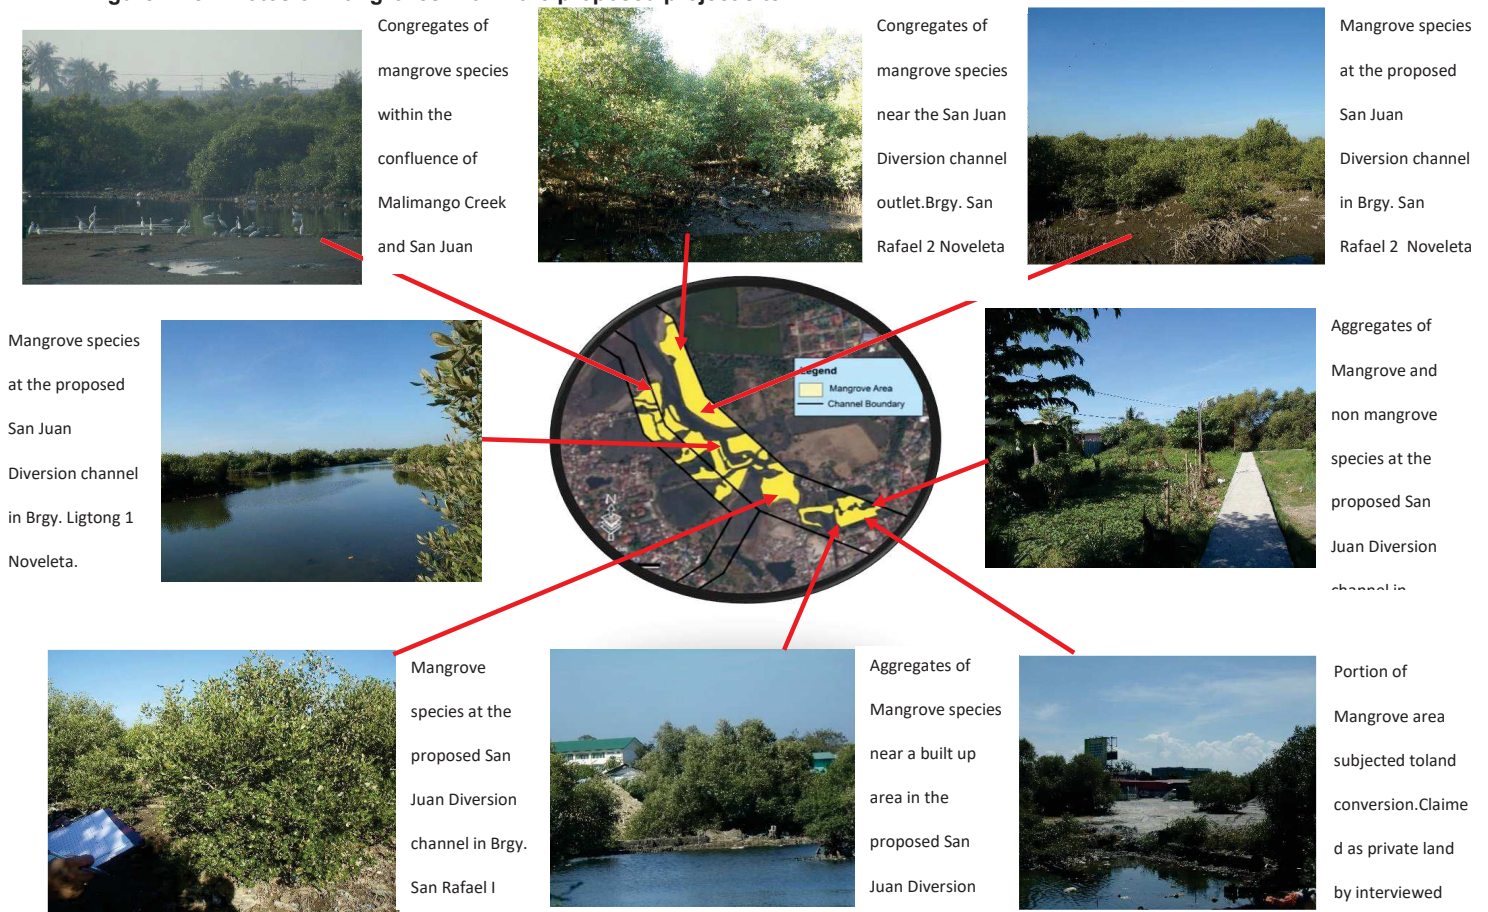 Congregates of
mangrove species
within the
confluence of
Malimango Creek
and San Juan
Congregates of
mangrove species
near the San Juan
Diversion channel
outlet.Brgy. San
Rafael 2 Noveleta
Mangrove species
at the proposed
San Juan
Diversion channel
in Brgy. San
Rafael 2 Noveleta
Mangrove species
at the proposed
San Juan
Diversion channel
in Brgy. Ligtong 1
Noveleta.
Legend
Mangrove Area
Channel Boundary
N
Aggregates of
Mangrove and
non mangrove
species at the
proposed San
Juan Diversion
channel in
Mangrove
species at the
proposed San
Juan Diversion
channel in Brgy.
San Rafael I
Aggregates of
Mangrove species
near a built up
area in the
proposed San
Juan Diversion
Portion of
Mangrove area
subjected toland
conversion.Claime
d as private land
by interviewed